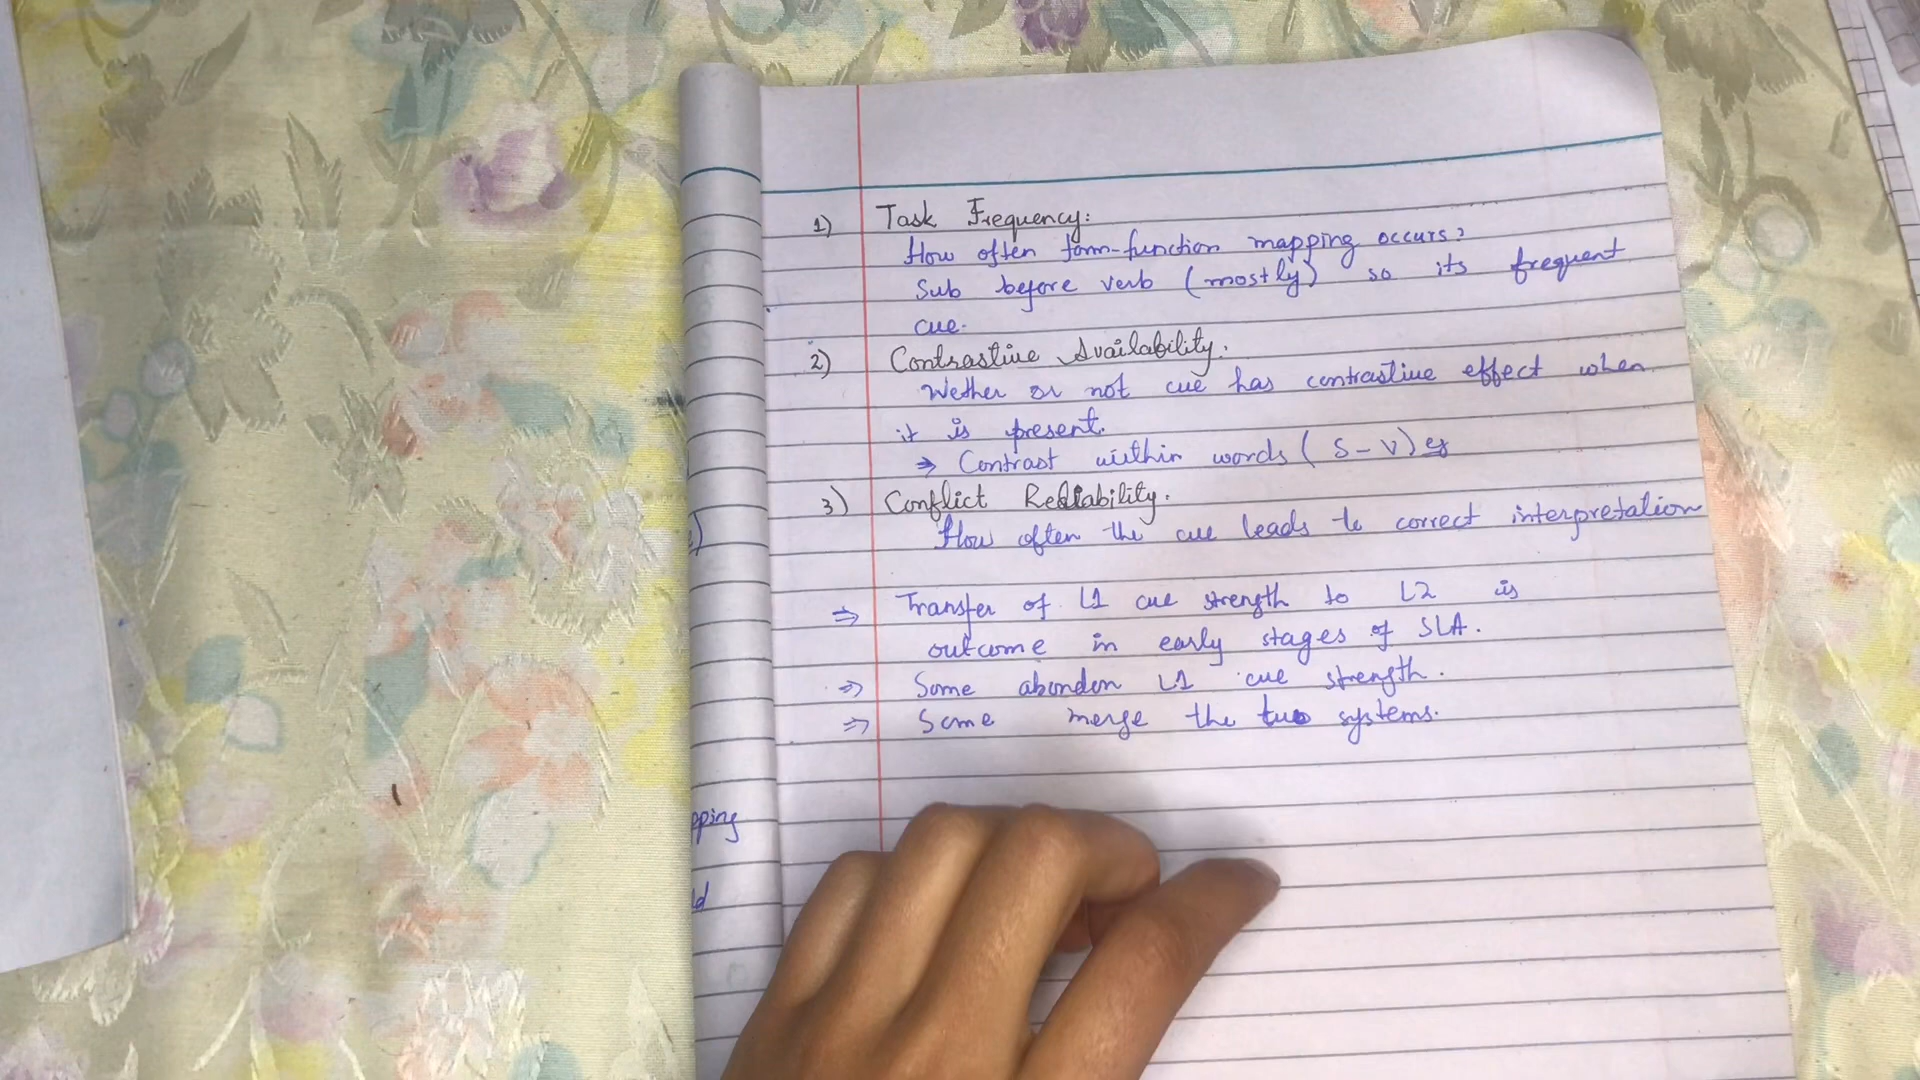 1) Task Frequency:
How often form-function mapping occurs?
Sub before verb (mostly) so its frequent
cue.
2) Contrastive Availability.
Wether or not cue has contrastive effect when
it is present.
⇒ Contrast within words (S-V)
3) Conflict Reliability.
How often the cue leads to correct interpretation
⇒ Transfer of L1 cue strength to L2 is
outcome in early stages of SLA.
⇒ Some abondon L1 cue strength.
⇒ Some merge the two systems.
pping
ld